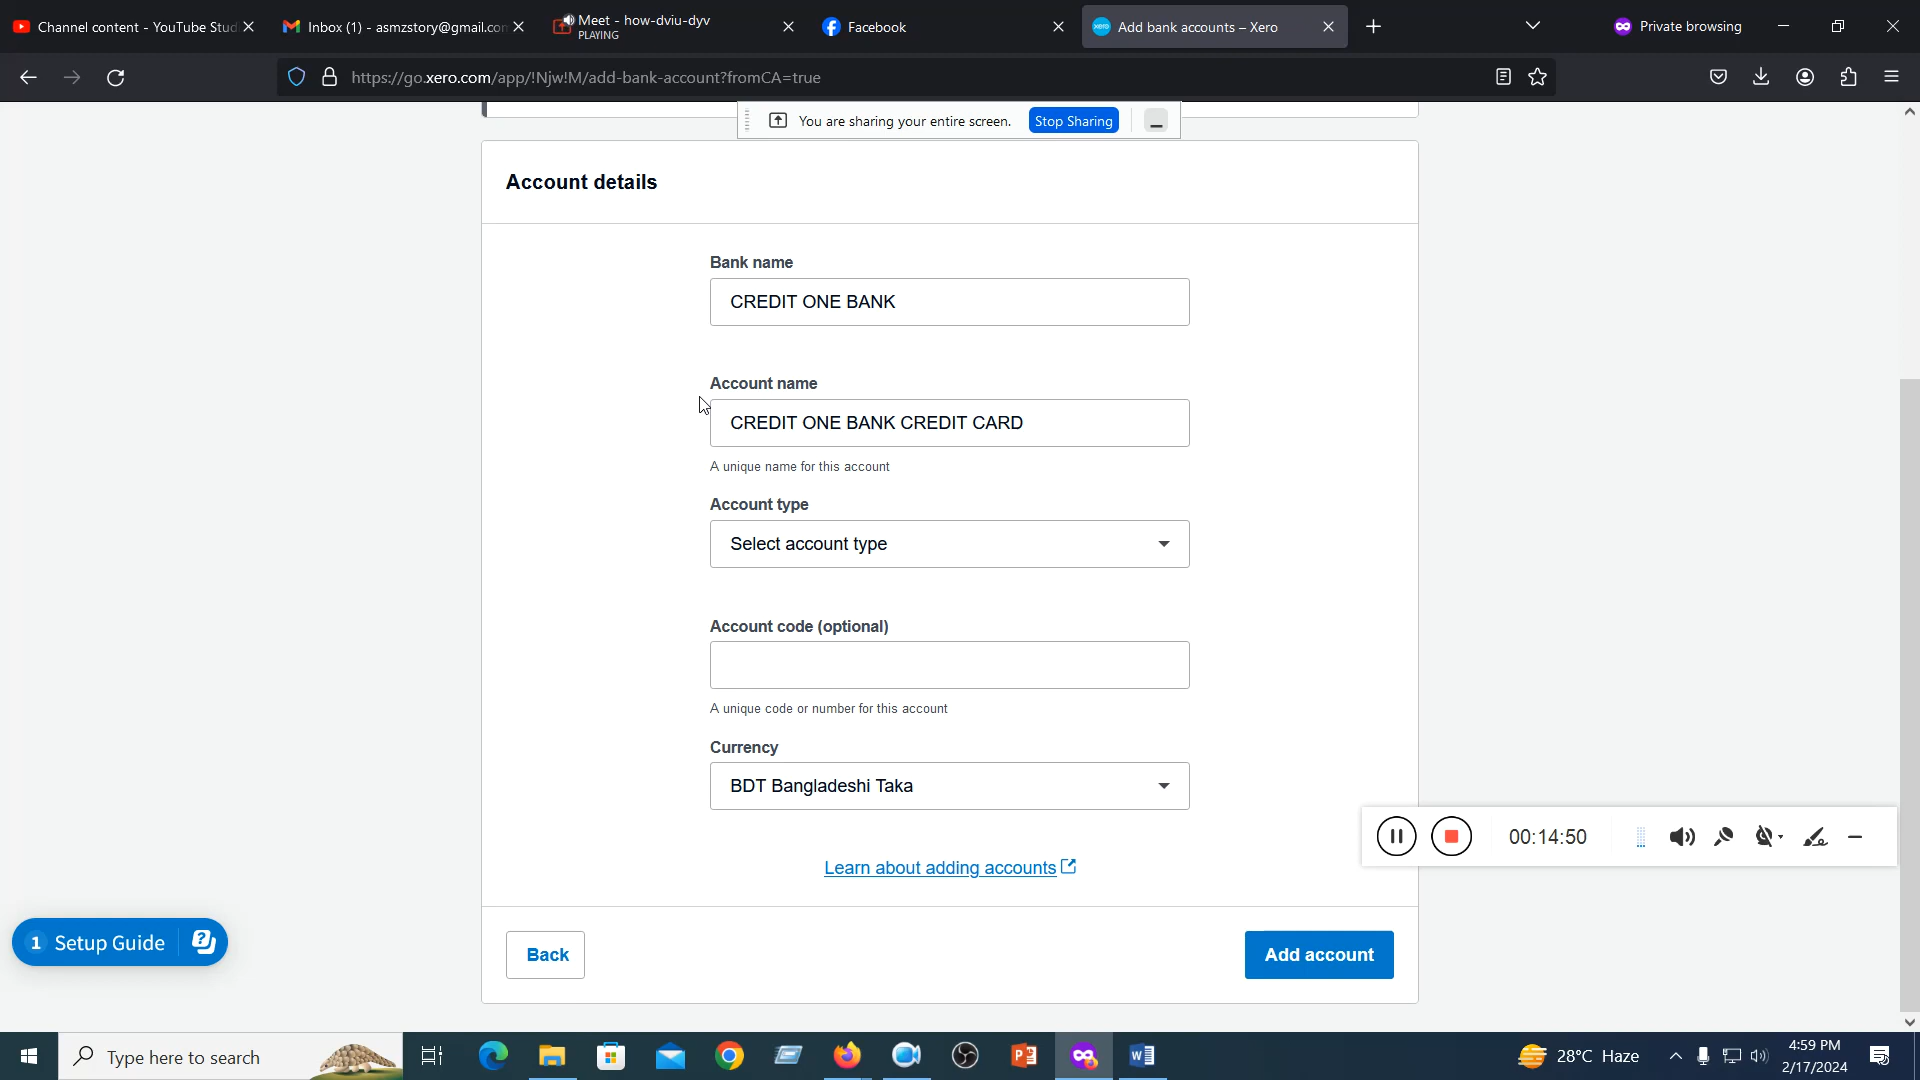 Channel content - YouTube Stud
Inbox (1) - asmzstory@gmail.com
Meet - how-dviu-dyv
PLAYING
Facebook
Add bank accounts – Xero
Private browsing
https://go.xero.com/app/!Njw!M/add-bank-account?fromCA=true
You are sharing your entire screen.
Stop Sharing
Account details
Bank name
CREDIT ONE BANK
Account name
CREDIT ONE BANK CREDIT CARD
A unique name for this account
Account type
Select account type
Account code (optional)
A unique code or number for this account
Currency
BDT Bangladeshi Taka
00:14:50
Learn about adding accounts
1 Setup Guide
Back
Add account
Type here to search
28°C Haze
4:59 PM
2/17/2024